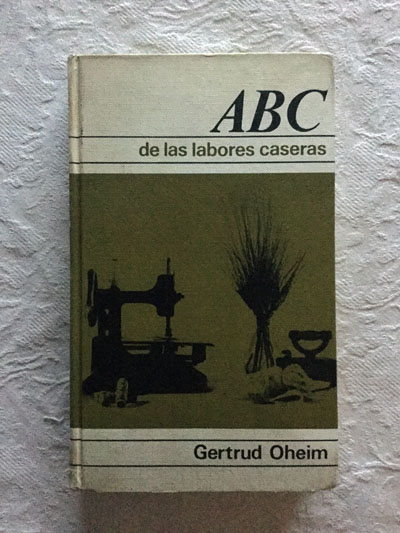 ABC
de las labores caseras
Gertrud Oheim